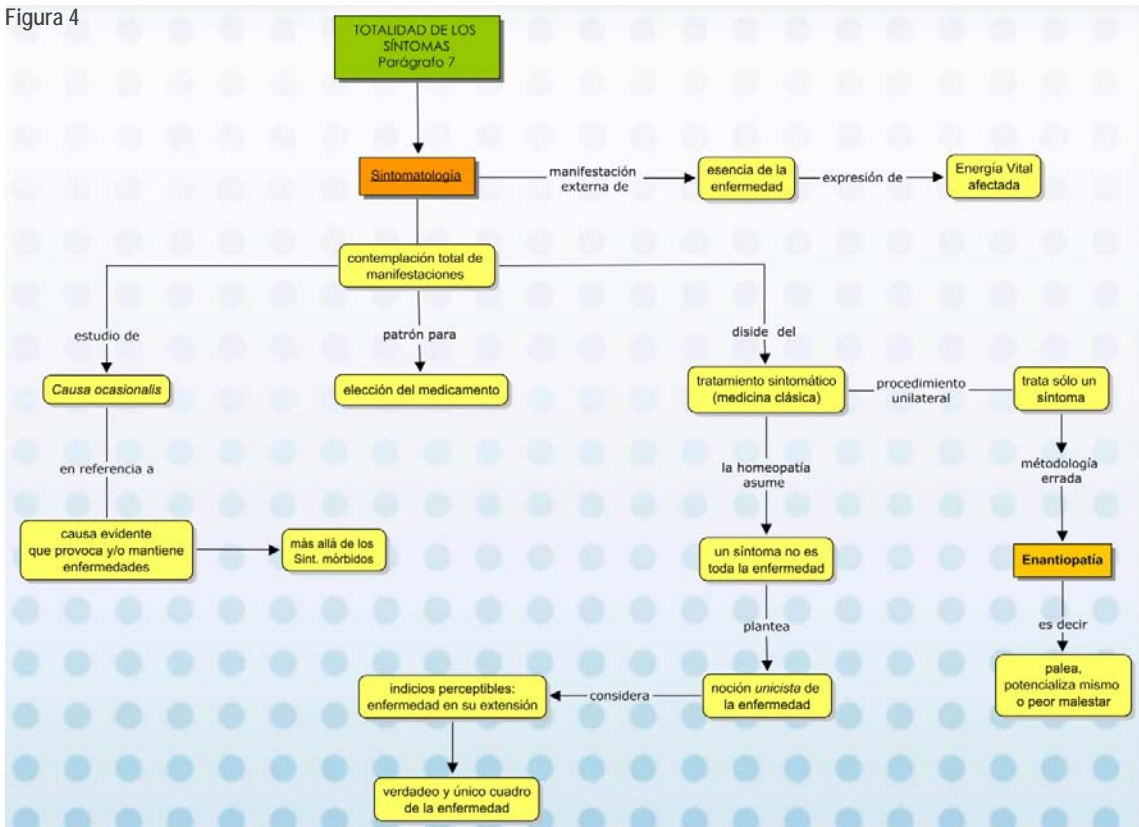 Figura 4
TOTALIDAD DE LOS
SÍNTOMAS
Parágrafo 7
Sintomatología
manifestación
externa de
esencia de la
enfermedad
expresión de
Energía Vital
afectada
contemplación total de
manifestaciones
estudio de
patrón para
diside del
Causa ocasionalis
elección del medicamento
tratamiento sintomático
(medicina clásica)
procedimiento
unilateral
trata sólo un
síntoma
en referencia a
la homeopatía
asume
métodología
errada
causa evidente
que provoca y/o mantiene
enfermedades
más allá de los
Sint. mórbidos
un síntoma no es
toda la enfermedad
Enantiopatía
plantea
es decir
indicios perceptibles:
enfermedad en su extensión
considera
noción unicista de
la enfermedad
palea,
potencializa mismo
o peor malestar
verdadeo y único cuadro
de la enfermedad